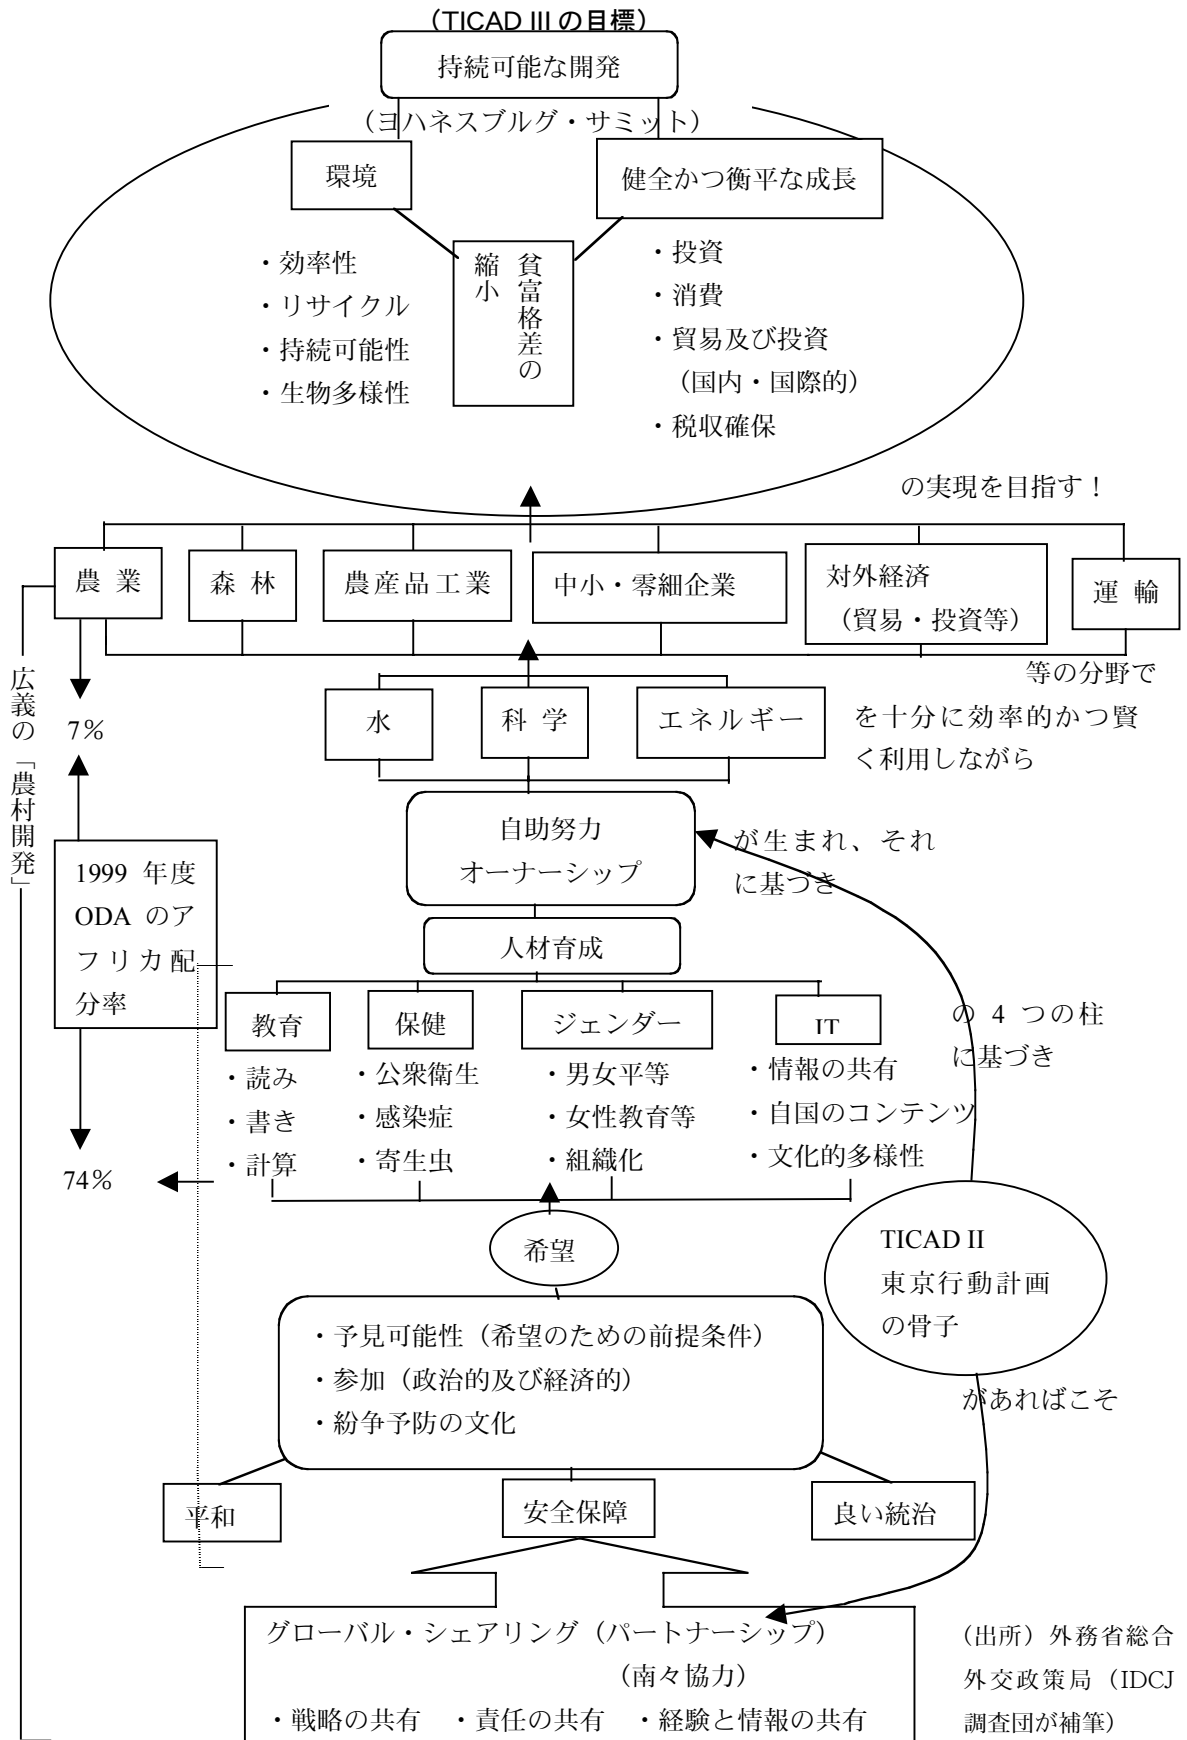 (TICAD III の目標)
持続可能な開発
(ヨハネスブルグ・サミット)
環境
健全かつ衡平な成長
貧富格差の
縮小
・効率性
・リサイクル
・持続可能性
・生物多様性
・投資
・消費
・貿易及び投資
(国内・国際的)
・税収確保
の実現を目指す！
農 業
森 林
農産品工業
中小・零細企業
対外経済
(貿易・投資等)
運 輸
等の分野で
広義の「農村開発」
7%
水
科 学
エネルギー
を十分に効率的かつ賢
く利用しながら
自助努力
オーナーシップ
が生まれ、それ
に基づき
1999 年度
ODA のア
フリカ配
分率
人材育成
教育
保健
ジェンダー
IT
の 4 つの柱
に基づき
・読み
・書き
・計算
・公衆衛生
・感染症
・寄生虫
・男女平等
・女性教育等
・組織化
・情報の共有
・自国のコンテンツ
・文化的多様性
74%
希望
TICAD II
東京行動計画
の骨子
・予見可能性（希望のための前提条件）
・参加（政治的及び経済的）
・紛争予防の文化
があればこそ
平和
安全保障
良い統治
グローバル・シェアリング（パートナーシップ）
(南々協力)
・戦略の共有　・責任の共有　・経験と情報の共有
(出所）外務省総合
外交政策局（IDCJ
調査団が補筆）